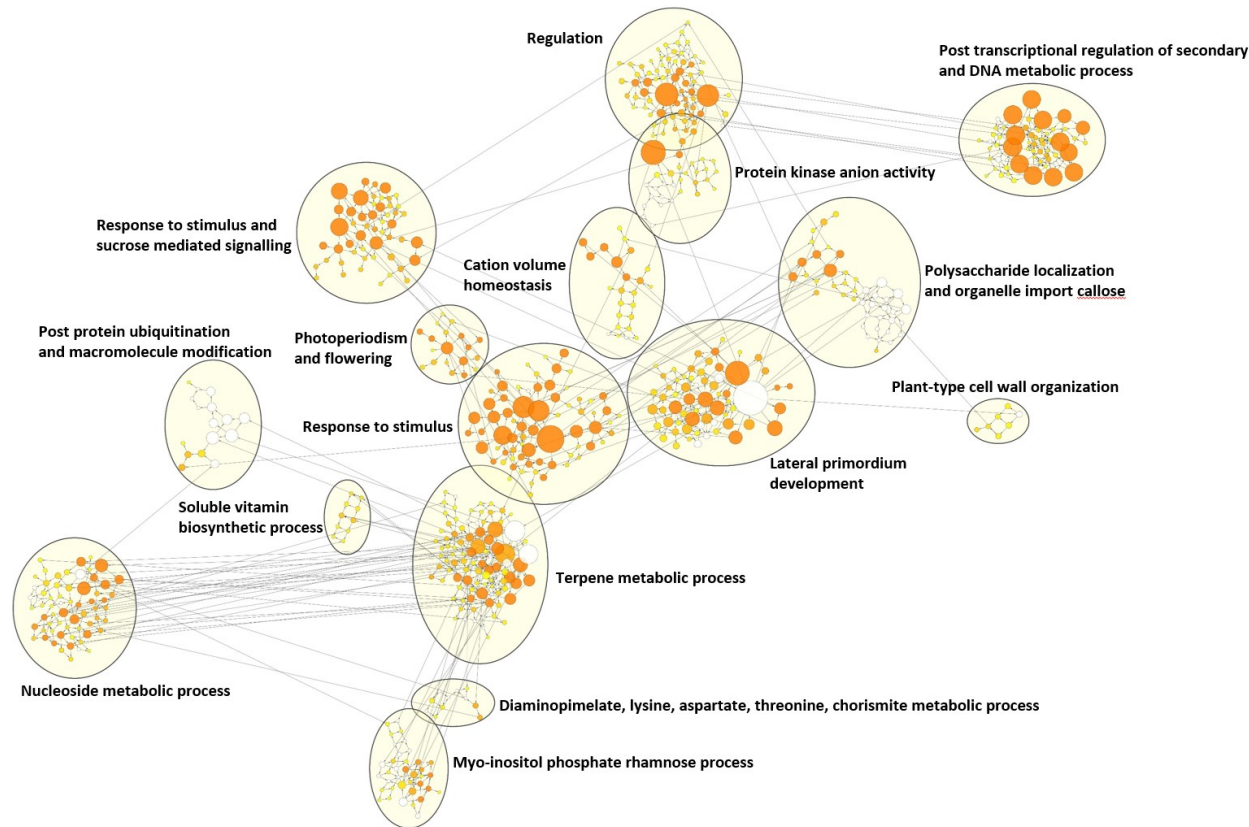 Regulation
Post transcriptional regulation of secondary
and DNA metabolic process
Protein kinase anion activity
Response to stimulus and
sucrose mediated signalling
Cation volume
homeostasis
Polysaccharide localization
and organelle import callose
Post protein ubiquitination
and macromolecule modification
Photoperiodism
and flowering
Plant-type cell wall organization
Response to stimulus
Lateral primordium
development
Soluble vitamin
biosynthetic process
Terpene metabolic process
Nucleoside metabolic process
Diaminopimelate, lysine, aspartate, threonine, chorismite metabolic process
Myo-inositol phosphate rhamnose process